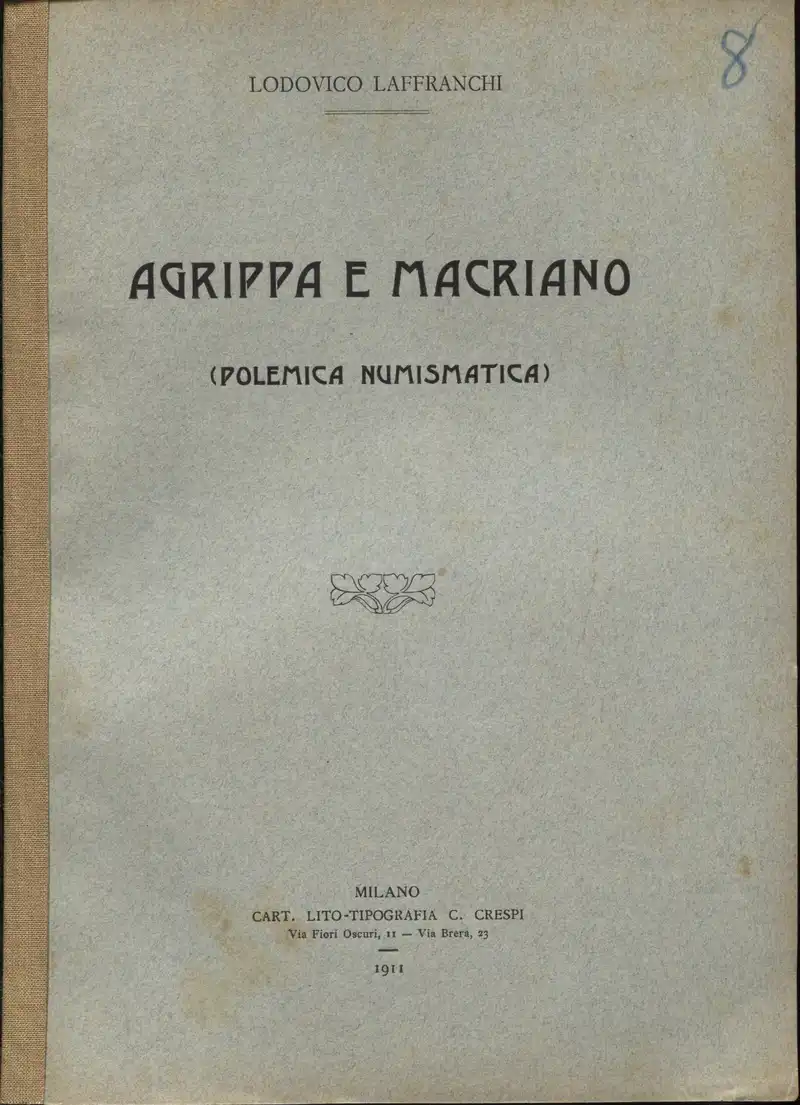 8
LODOVICO LAFFRANCHI
AGRIPPA E MACRIANO
(POLEMICA NUMISMATICA)
MILANO
CART. LITO-TIPOGRAFIA C. CRESPI
Via Fiori Oscuri, 11 — Via Brera, 23
1911